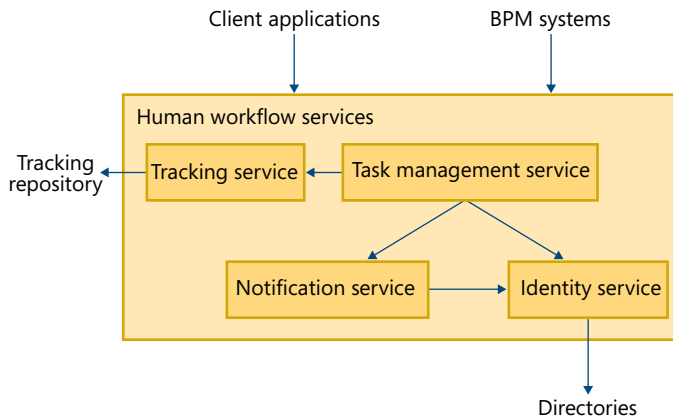 Client applications
BPM systems
Human workflow services
Tracking
repository
Tracking service
Task management service
Notification service
Identity service
Directories